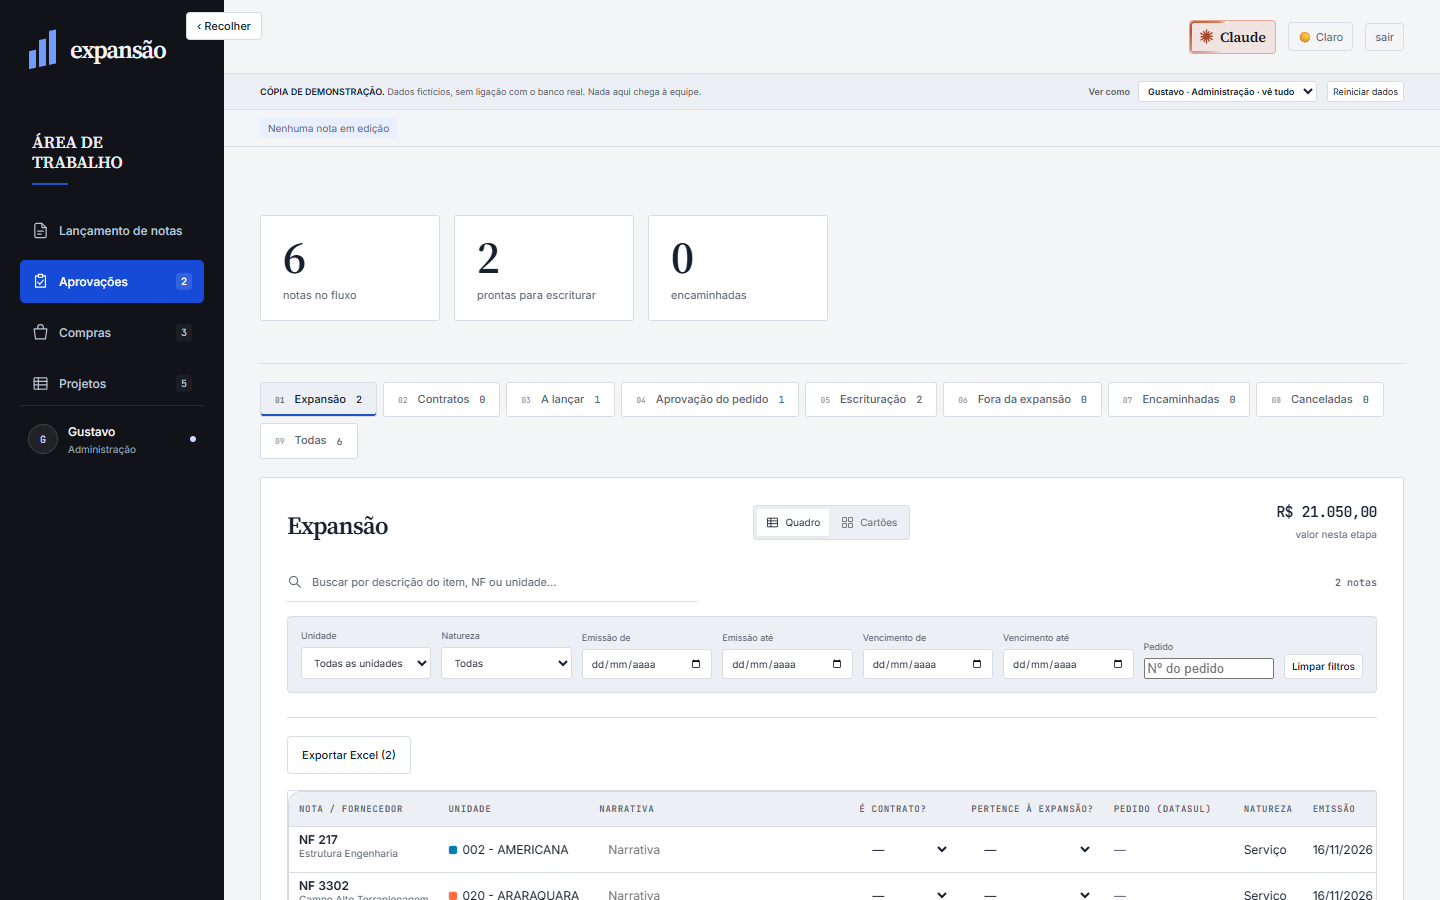 ‹ Recolher
expansão
Claude
Claro
sair
CÓPIA DE DEMONSTRAÇÃO. Dados fictícios, sem ligação com o banco real. Nada aqui chega à equipe.
Ver como
Gustavo · Administração · vê tudo
Reiniciar dados
Nenhuma nota em edição
ÁREA DE
TRABALHO
Lançamento de notas
Aprovações 2
Compras 3
Projetos 5
G
Gustavo
Administração
6
notas no fluxo
2
prontas para escriturar
0
encaminhadas
01 Expansão 2
02 Contratos 0
03 A lançar 1
04 Aprovação do pedido 1
05 Escrituração 2
06 Fora da expansão 0
07 Encaminhadas 0
08 Canceladas 0
09 Todas 6
Expansão
Quadro
Cartões
R$ 21.050,00
valor nesta etapa
Buscar por descrição do item, NF ou unidade...
2 notas
Unidade
Todas as unidades
Natureza
Todas
Emissão de
dd/mm/aaaa
Emissão até
dd/mm/aaaa
Vencimento de
dd/mm/aaaa
Vencimento até
dd/mm/aaaa
Pedido
Nº do pedido
Limpar filtros
Exportar Excel (2)
NOTA / FORNECEDOR UNIDADE NARRATIVA É CONTRATO? PERTENCE À EXPANSÃO? PEDIDO (DATASUL) NATUREZA EMISSÃO
NF 217
Estrutura Engenharia
002 - AMERICANA Narrativa — — — Serviço 16/11/2026
NF 3302
Campo Alto Terraplenagem
020 - ARARAQUARA Narrativa — — — Serviço 16/11/2026